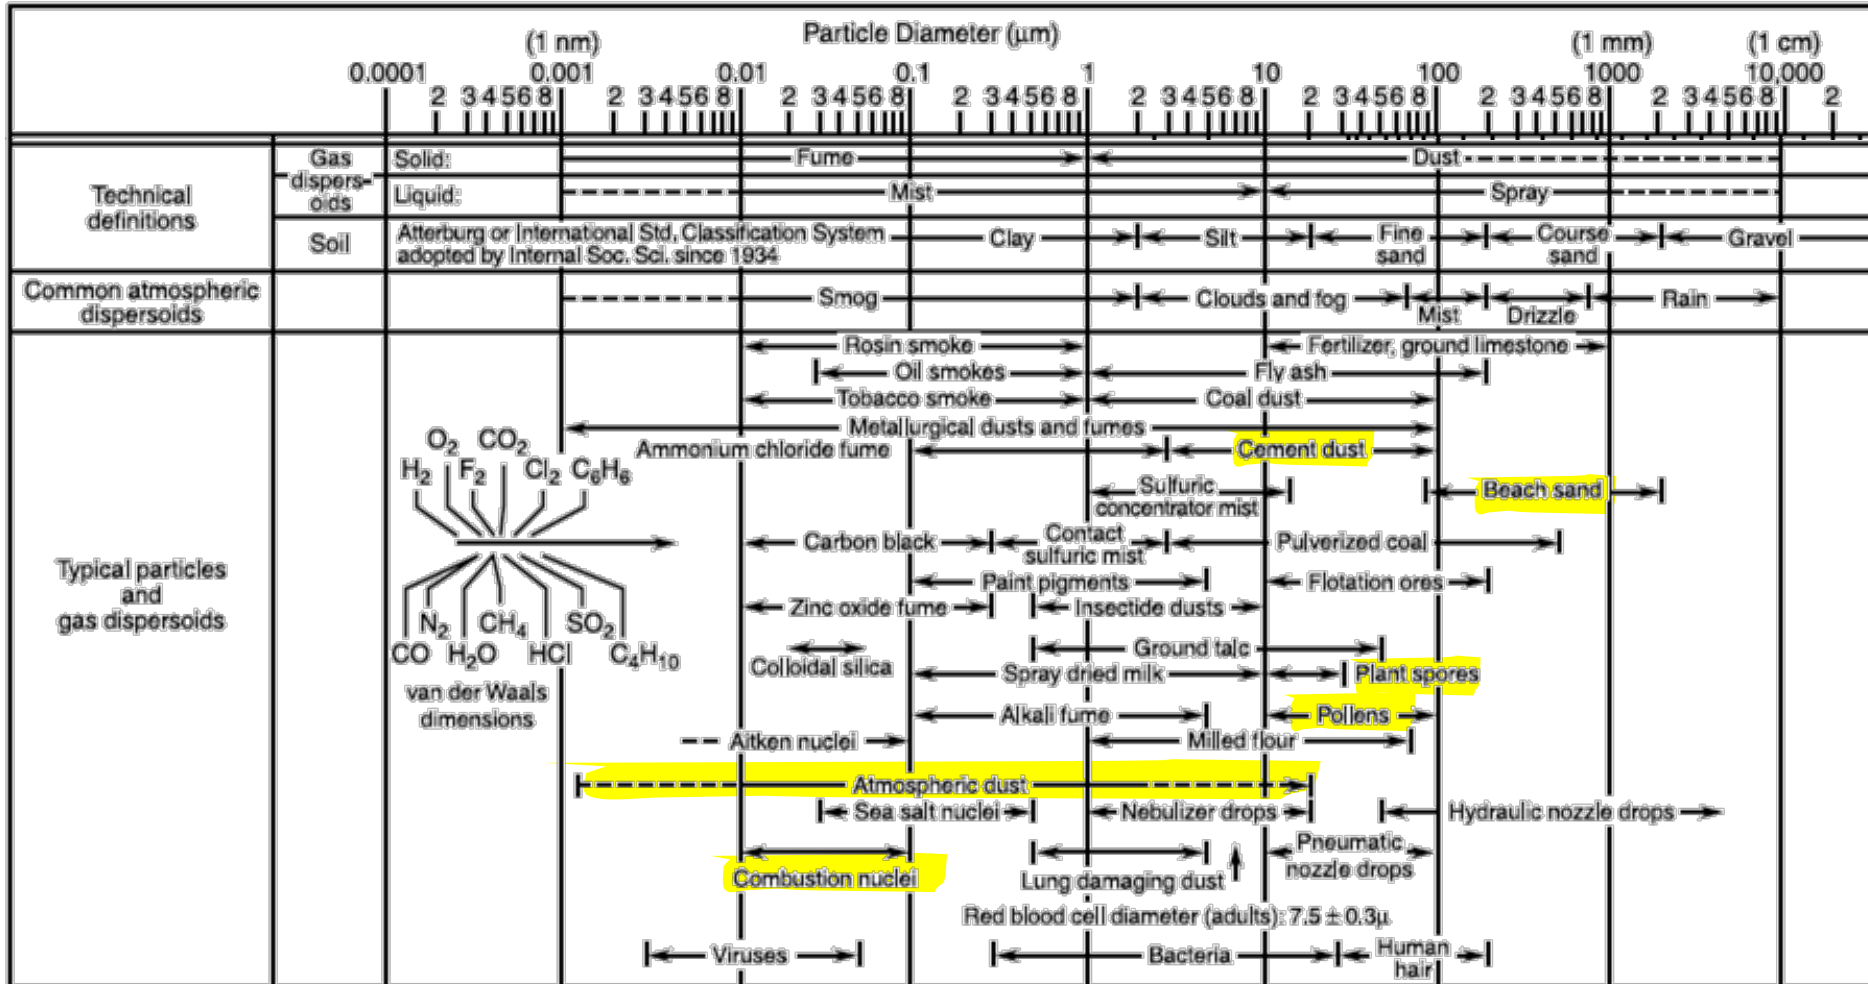 Particle Diameter (μm)
(1 nm) (1 mm) (1 cm)
0.0001 0.001 0.01 0.1 1 10 100 1000 10,000
2 3 4 5 6 8 2 3 4 5 6 8 2 3 4 5 6 8 2 3 4 5 6 8 2 3 4 5 6 8 2 3 4 5 6 8 2 3 4 5 6 8 2 3 4 5 6 8 2
Technical
definitions
Gas
dispers-
oids
Solid: Fume Dust
Liquid: Mist Spray
Soil
Atterburg or International Std, Classification System
adopted by Internal Soc. Sci. since 1934
Clay Silt Fine
sand Course
sand Gravel
Common atmospheric
dispersoids
Smog Clouds and fog Mist Drizzle Rain
Typical particles
and
gas dispersoids
Rosin smoke Fertilizer, ground limestone
Oil smokes Fly ash
Tobacco smoke Coal dust
Metallurgical dusts and fumes
Ammonium chloride fume Cement dust
Sulfuric
concentrator mist
Beach sand
O2 CO2
H2 F2 Cl2 C6H6
Carbon black Contact
sulfuric mist Pulverized coal
Paint pigments Flotation ores
Zinc oxide fume Insectide dusts
N2 CH4 SO2
CO H2O HCl C4H10
van der Waals
dimensions
Ground talc
Colloidal silica
Spray dried milk Plant spores
Alkali fume Pollens
Aitken nuclei Milled flour
Atmospheric dust
Sea salt nuclei Nebulizer drops Hydraulic nozzle drops
Combustion nuclei
Lung damaging dust
Pneumatic
nozzle drops
Red blood cell diameter (adults): 7.5 ± 0.3μ
Viruses Bacteria Human
hair